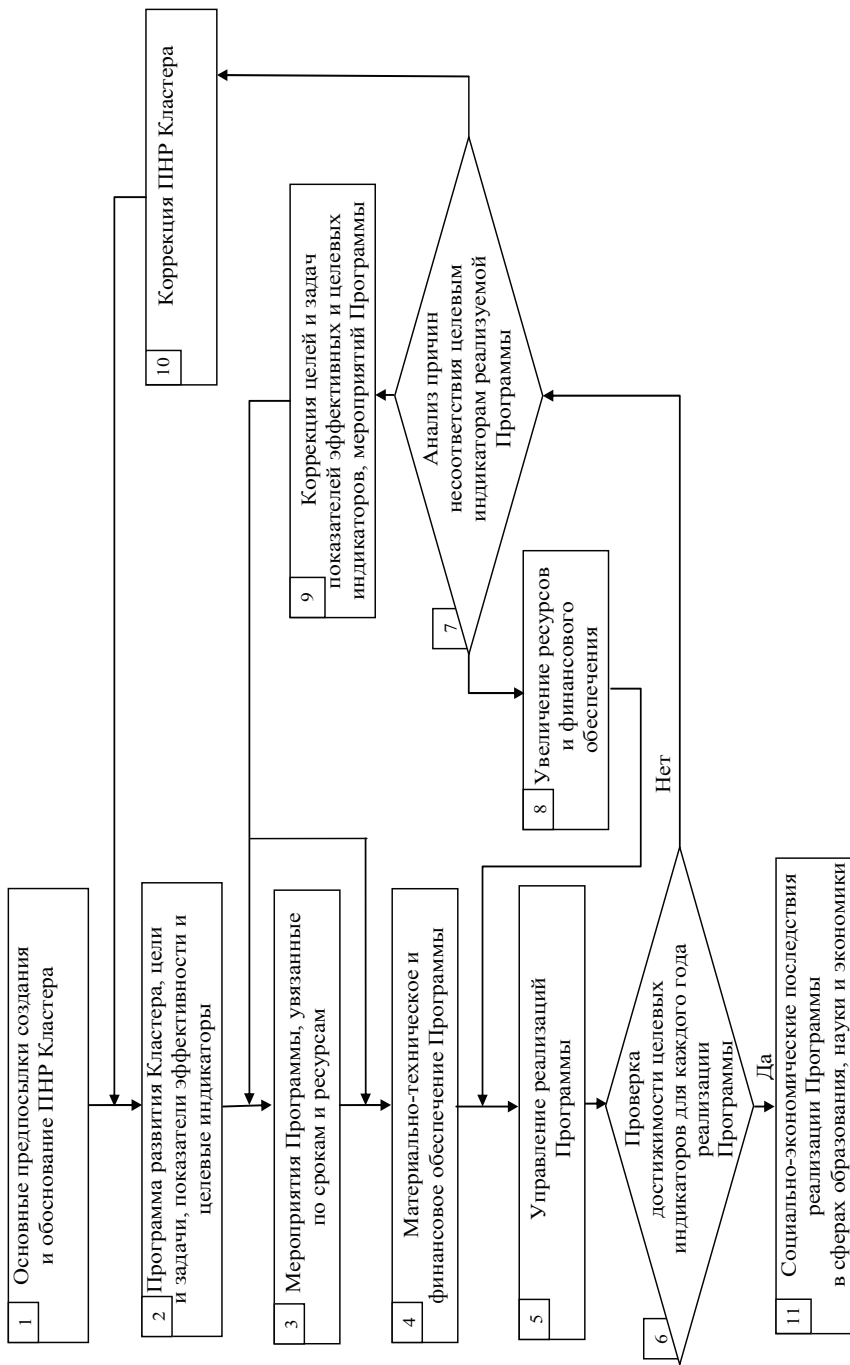 1
Основные предпосылки создания
и обоснование ПНР Кластера
2
Программа развития Кластера, цели
и задачи, показатели эффективности и
целевые индикаторы
3
Мероприятия Программы, увязанные
по срокам и ресурсам
4
Материально-техническое и
финансовое обеспечение Программы
5
Управление реализаций
Программы
6
Проверка
достижимости целевых
индикаторов для каждого года
реализации
Программы
Да
Нет
7
Анализ причин
несоответствия целевым
индикаторам реализуемой
Программы
8
Увеличение ресурсов
и финансового
обеспечения
9
Коррекция целей и задач
показателей эффективных и целевых
индикаторов, мероприятий Программы
10
Коррекция ПНР Кластера
11
Социально-экономические последствия
реализации Программы
в сферах образования, науки и экономики